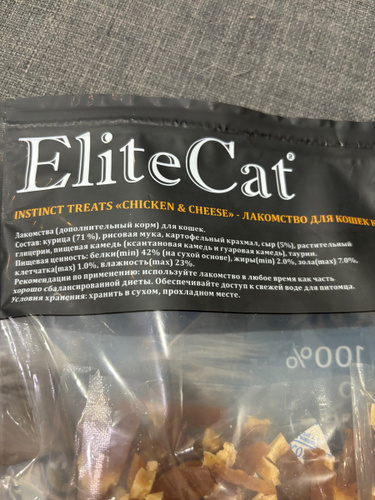 EliteCat®
INSTINCT TREATS «CHICKEN & CHEESE» - ЛАКОМСТВО ДЛЯ КОШЕК И
Лакомства (дополнительный корм) для кошек.
Состав: курица (71 %), рисовая мука, картофельный крахмал, сыр (5%), растительный
глицерин, пищевая камедь (ксантановая камедь и гуаровая камедь), таурин.
Пищевая ценность: белки(min) 42% (на сухой основе), жиры(min) 2.0%, зола(max) 7.0%,
клетчатка(max) 1.0%, влажность(max) 23%.
Рекомендации по применению: используйте лакомство в любое время как часть
хорошо сбалансированной диеты. Обеспечивайте доступ к свежей воде для питомца.
Условия хранения: хранить в сухом, прохладном месте.
100%